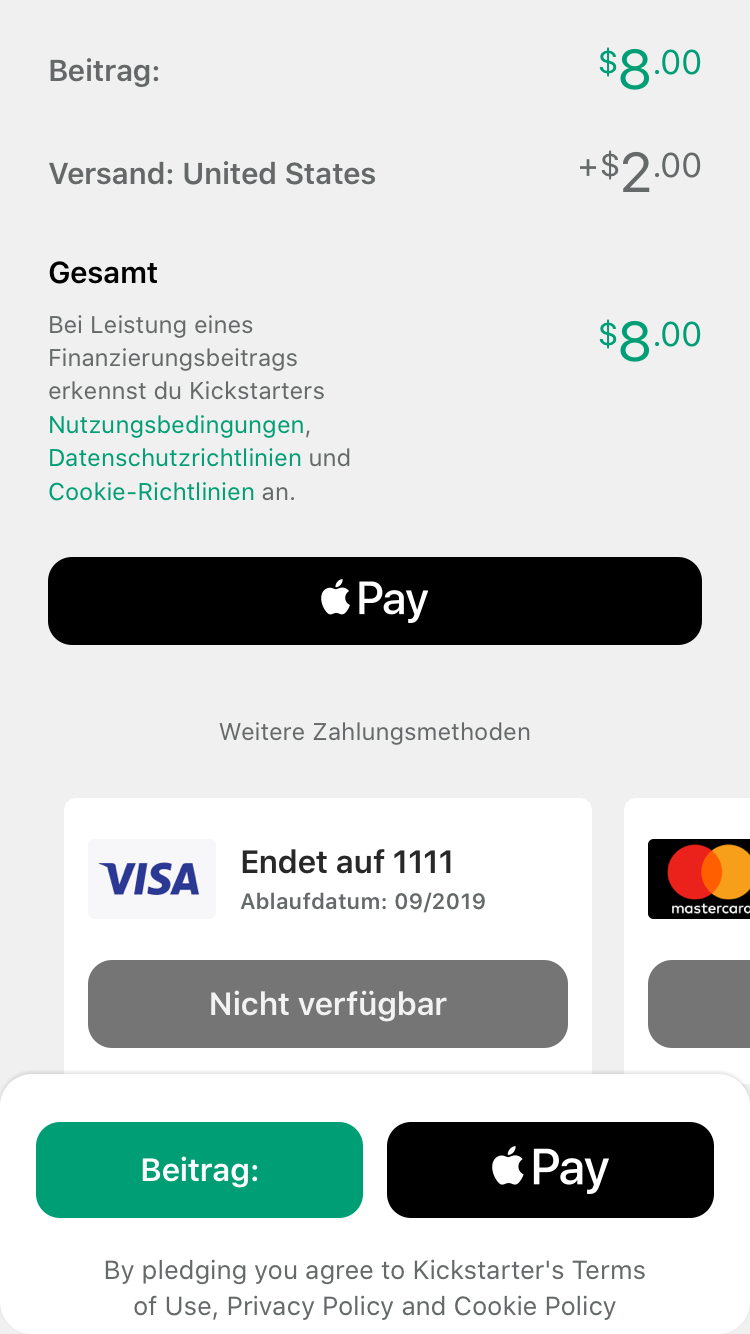 Beitrag: $8.00
Versand: United States +$2.00
Gesamt
Bei Leistung eines
Finanzierungsbeitrags
erkennst du Kickstarters
Nutzungsbedingungen,
Datenschutzrichtlinien und
Cookie-Richtlinien an.
$8.00
Pay
Weitere Zahlungsmethoden
VISA
Endet auf 1111
Ablaufdatum: 09/2019
Nicht verfügbar
mastercard
Beitrag:
Pay
By pledging you agree to Kickstarter's Terms
of Use, Privacy Policy and Cookie Policy